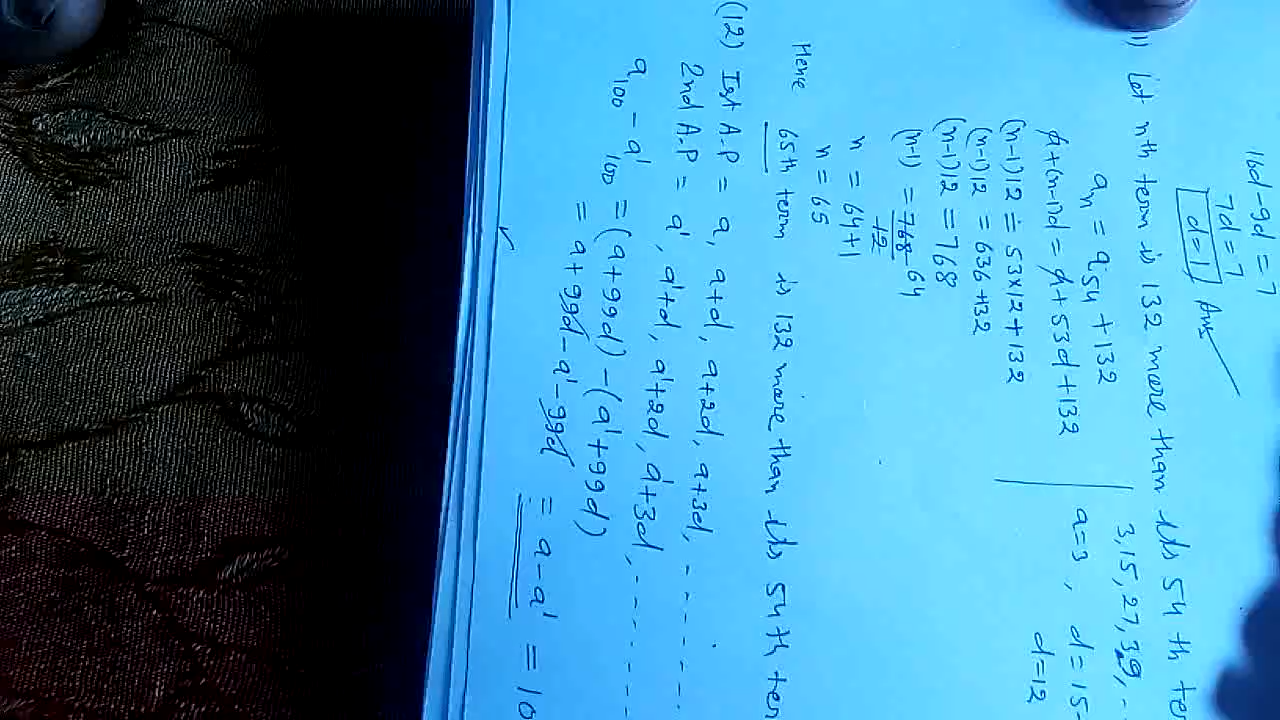 16d-9d = 7
7d = 7
d=1 Ans
11) Let nth term is 132 more than its 54 th ter
3, 15, 27, 39, .
an = a54 + 132
a=3, d=15-
a+(n-1)d = a+53d+132
d=12
(n-1)12 = 53×12+132
(n-1)12 = 636+132
(n-1)12 = 768
(n-1) = 768 64
12
n = 64+1
n = 65
Hence 65th term is 132 more than its 54th ter
(12) Ist A.P = a, a+d, a+2d, a+3d, - - - - - -
2nd A.P = a', a'+d, a'+2d, a'+3d, - - - - - -
a100 - a'100 = (a+99d) - (a'+99d)
= a+99d-a'-99d = a-a' = 10